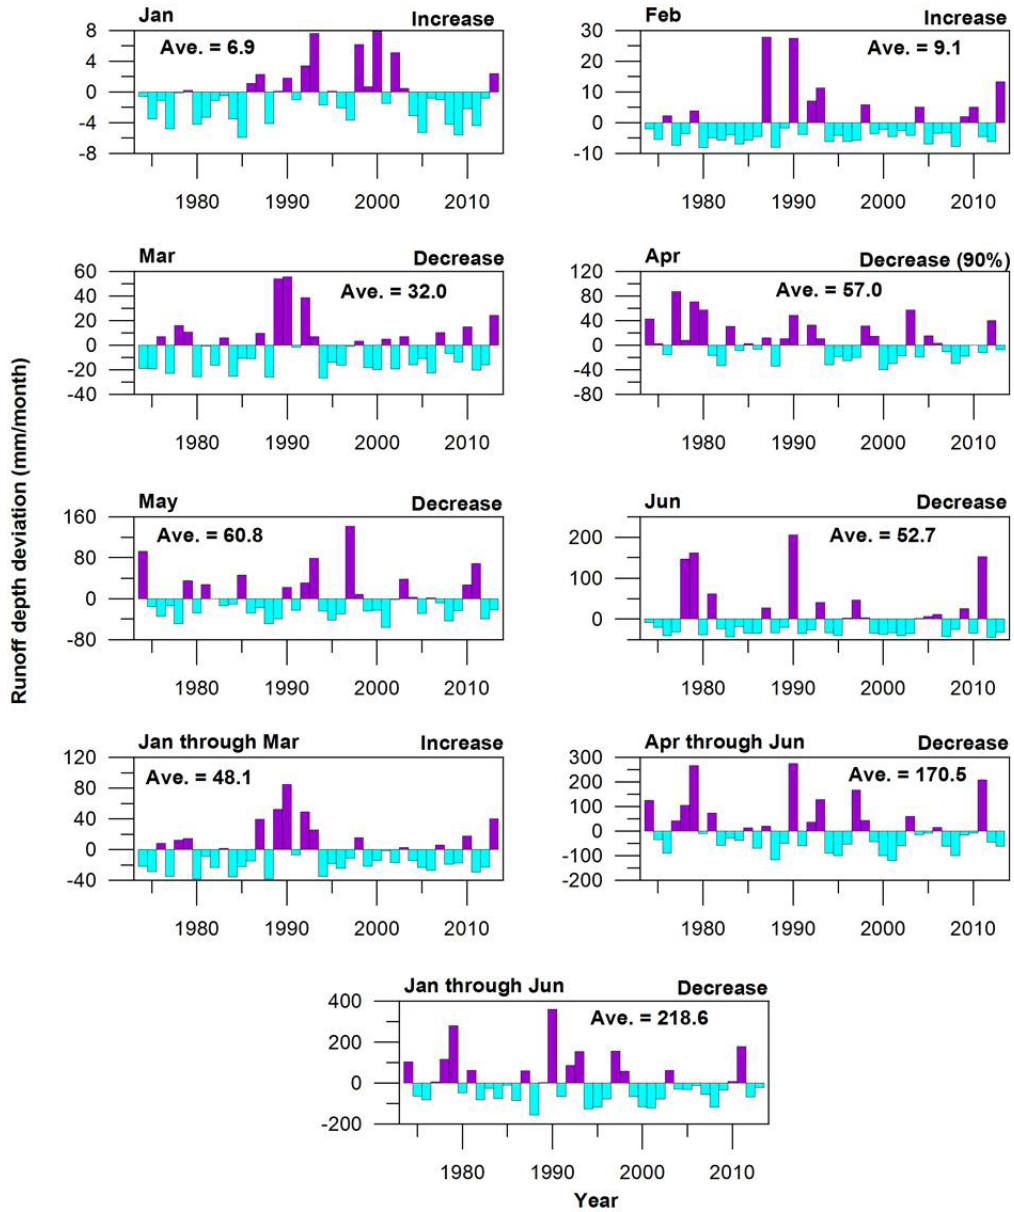 Jan Increase
Ave. = 6.9
8
4
0
-4
-8
1980 1990 2000 2010
Feb Increase
Ave. = 9.1
30
20
10
0
-10
1980 1990 2000 2010
Mar Decrease
Ave. = 32.0
60
40
20
0
-20
-40
1980 1990 2000 2010
Apr Decrease (90%)
Ave. = 57.0
120
80
40
0
-40
-80
1980 1990 2000 2010
May Decrease
Ave. = 60.8
160
80
0
-80
1980 1990 2000 2010
Jun Decrease
Ave. = 52.7
200
100
0
1980 1990 2000 2010
Jan through Mar Increase
Ave. = 48.1
120
80
40
0
-40
1980 1990 2000 2010
Apr through Jun Decrease
Ave. = 170.5
300
200
100
0
-100
-200
1980 1990 2000 2010
Jan through Jun Decrease
Ave. = 218.6
400
200
0
-200
1980 1990 2000 2010
Year
Runoff depth deviation (mm/month)